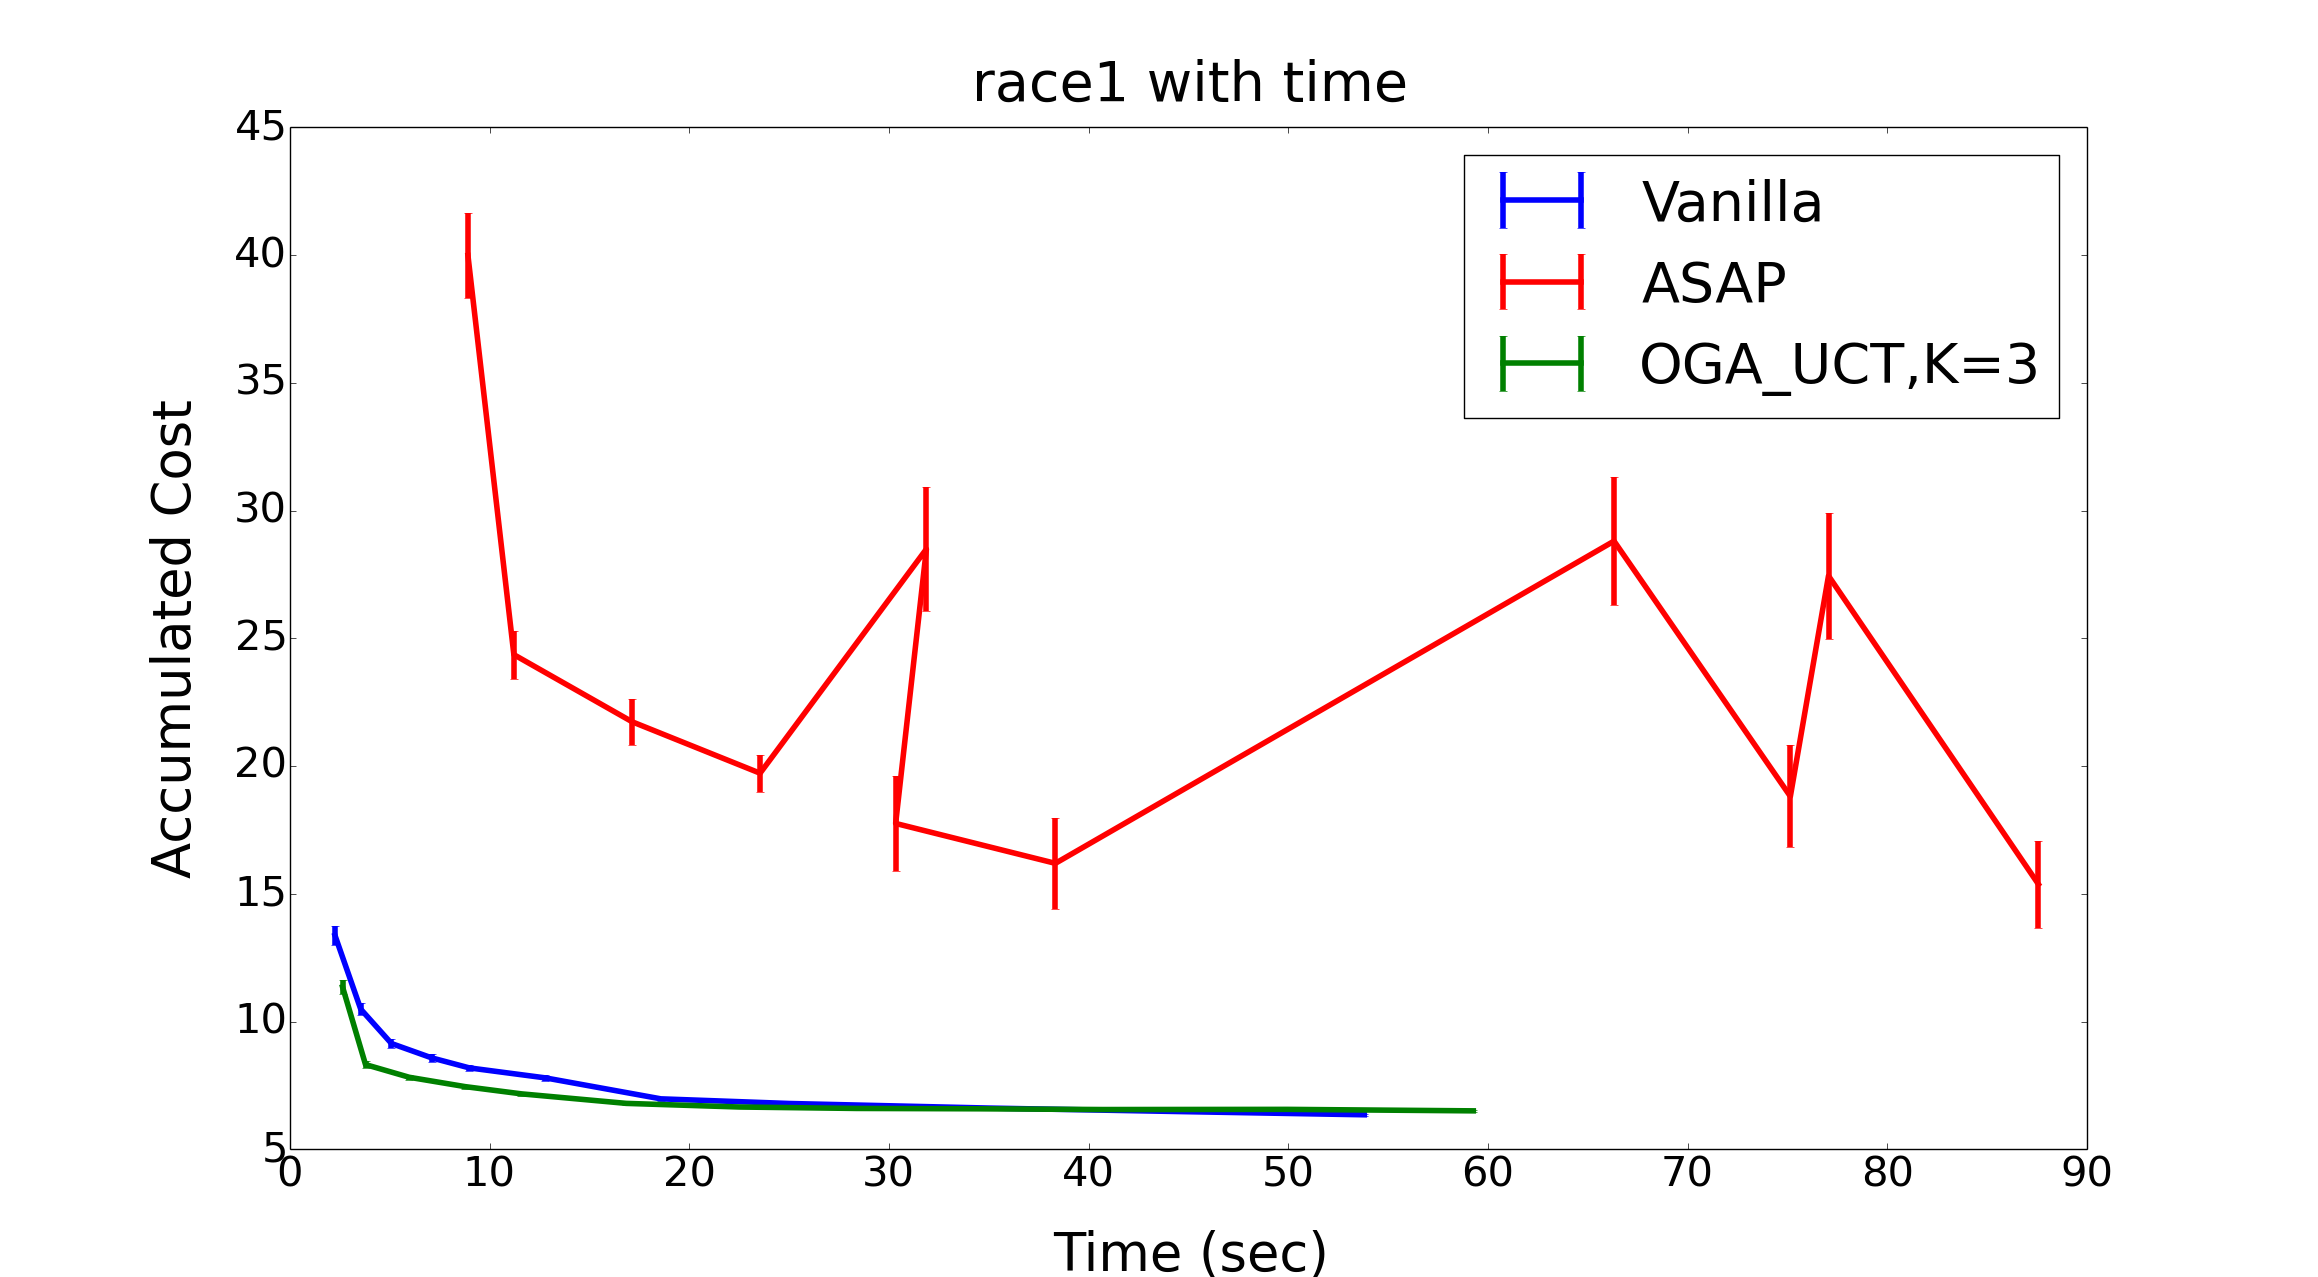 race1 with time
45
40
35
30
25
20
15
10
5
Accumulated Cost
Vanilla
ASAP
OGA_UCT,K=3
0 10 20 30 40 50 60 70 80 90
Time (sec)